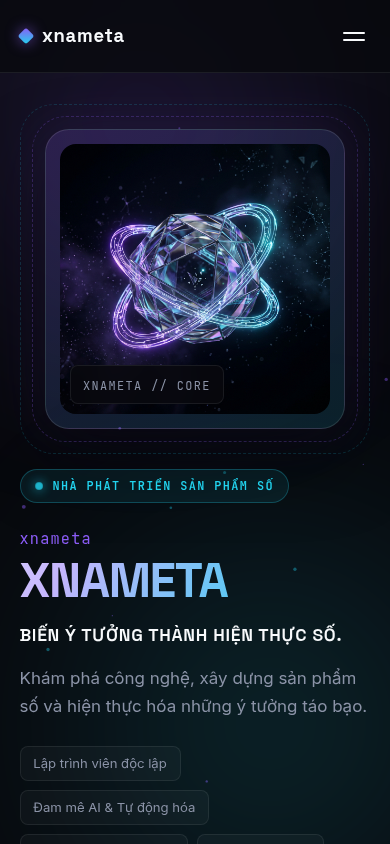 xnameta
XNAMETA // CORE
NHÀ PHÁT TRIỂN SẢN PHẨM SỐ
xnameta
XNAMETA
BIẾN Ý TƯỞNG THÀNH HIỆN THỰC SỐ.
Khám phá công nghệ, xây dựng sản phẩm
số và hiện thực hóa những ý tưởng táo bạo.
Lập trình viên độc lập
Đam mê AI & Tự động hóa